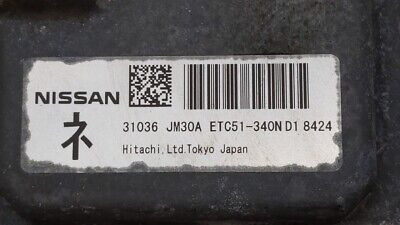 NISSAN
ネ
31036 JM30A ETC51-340N D1 8424
Hitachi.Ltd.Tokyo Japan